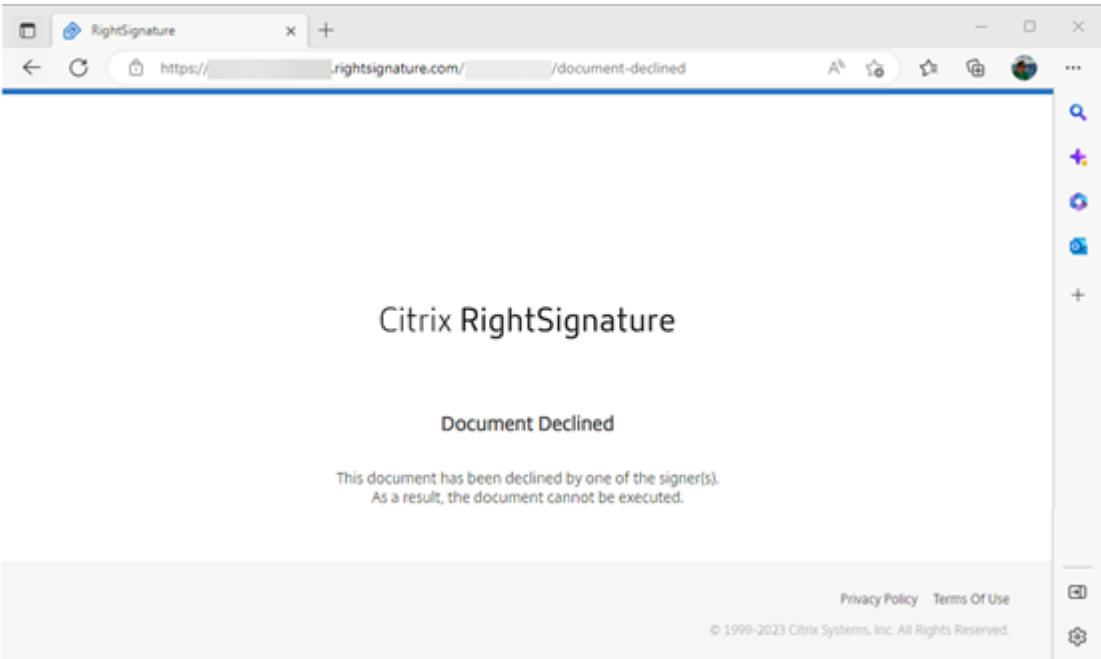 RightSignature
https:// .rightsignature.com/ /document-declined
Citrix RightSignature
Document Declined
This document has been declined by one of the signer(s).
As a result, the document cannot be executed.
Privacy Policy Terms Of Use
© 1999-2023 Citrix Systems, Inc. All Rights Reserved.